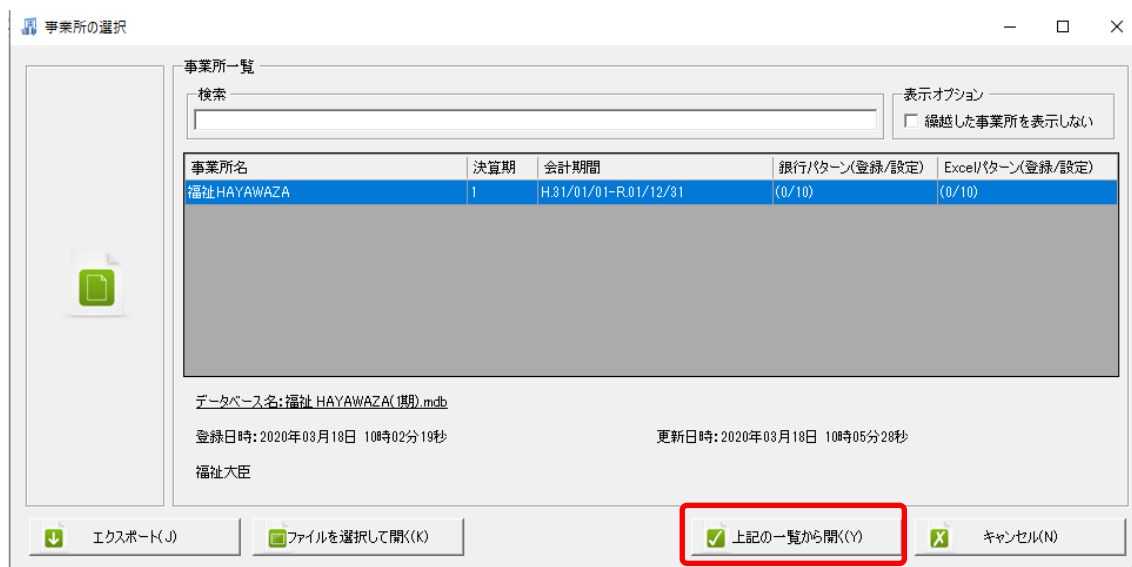 事業所の選択
事業所一覧
検索
表示オプション
繰越した事業所を表示しない
事業所名 決算期 会計期間 銀行パターン(登録/設定) Excelパターン(登録/設定)
福祉HAYAWAZA 1 H.31/01/01-R.01/12/31 (0/10) (0/10)
データベース名:福祉 HAYAWAZA(1期).mdb
登録日時:2020年03月18日 10時02分19秒 更新日時:2020年03月18日 10時05分28秒
福祉大臣
エクスポート(J) ファイルを選択して開く(K) 上記の一覧から開く(Y) キャンセル(N)